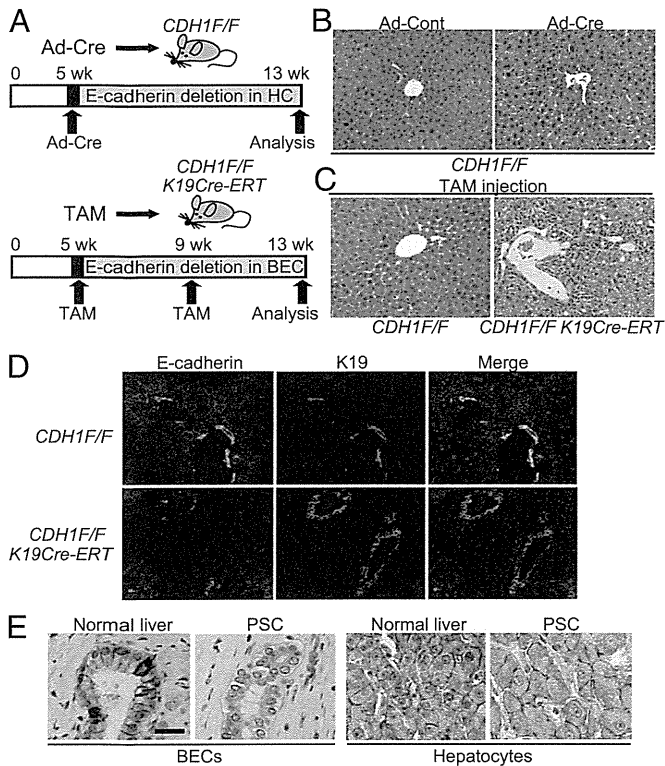 A
CDH1F/F
Ad-Cre
0 5 wk 13 wk
E-cadherin deletion in HC
Ad-Cre Analysis
CDH1F/F
K19Cre-ERT
TAM
0 5 wk 9 wk 13 wk
E-cadherin deletion in BEC
TAM TAM Analysis
B
Ad-Cont Ad-Cre
CDH1F/F
C
TAM injection
CDH1F/F CDH1F/F K19Cre-ERT
D
E-cadherin K19 Merge
CDH1F/F
CDH1F/F
K19Cre-ERT
E
Normal liver PSC Normal liver PSC
BECs Hepatocytes